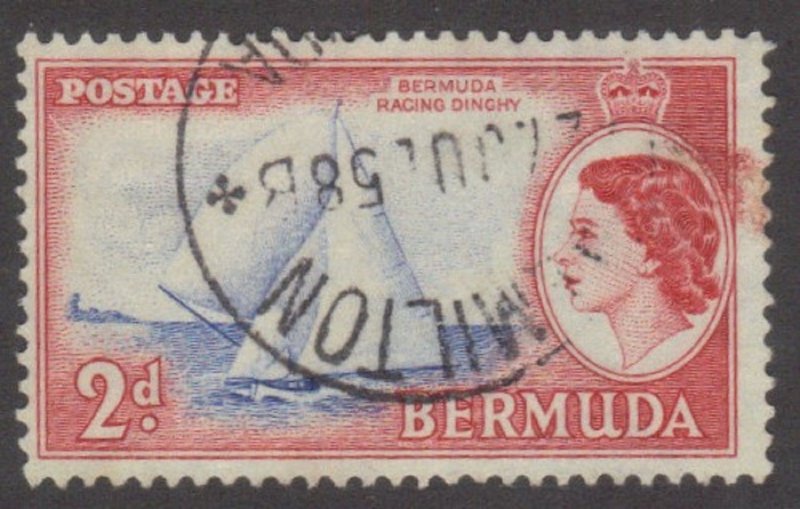 POSTAGE
BERMUDA
RACING DINGHY
JUL 58 B
MILTON
2d.
BERMUDA